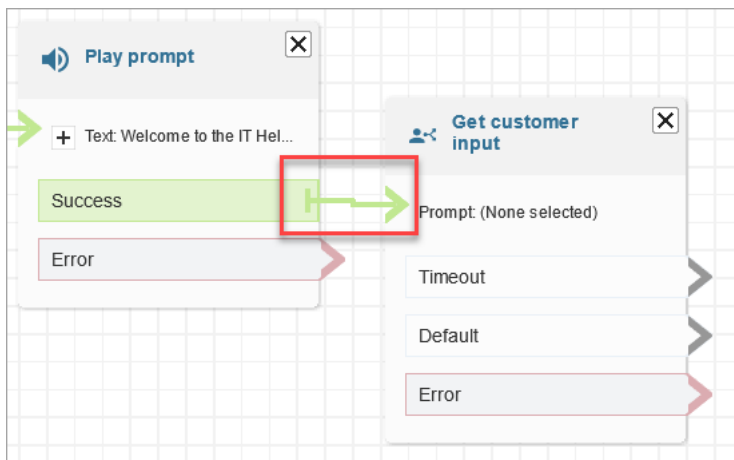 Play prompt
Text: Welcome to the IT Hel...
Success
Error
Get customer
input
Prompt: (None selected)
Timeout
Default
Error